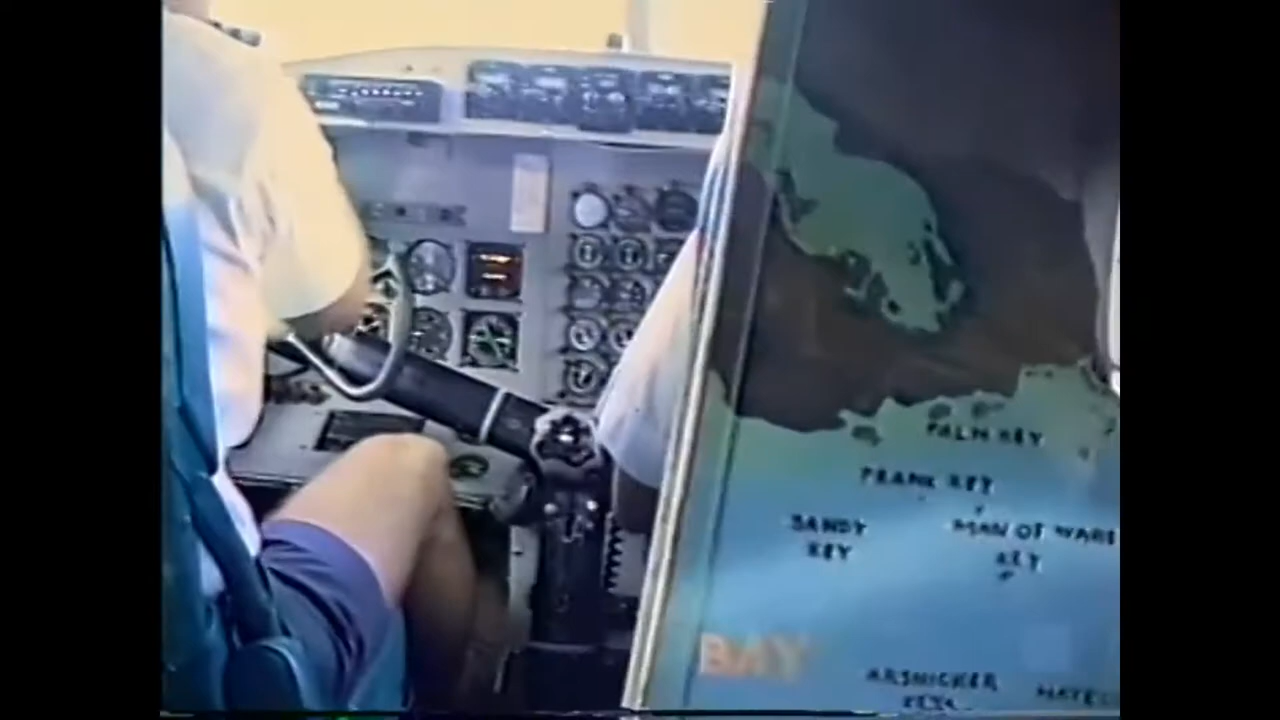 PALM KEY
FRANK KEY
SANDY
KEY
MAN OF WAR
KEY
BAY
ARSNICKER
KEYS